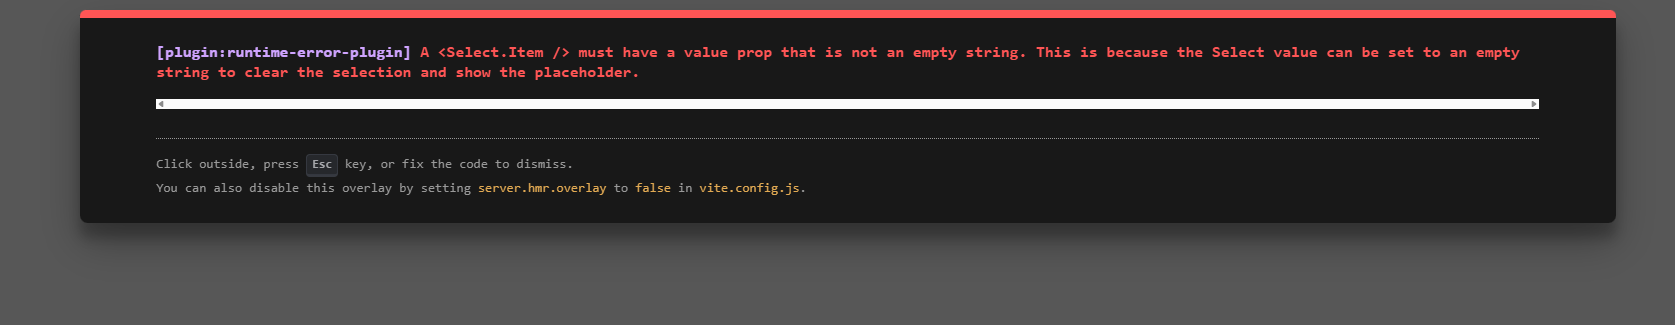 [plugin:runtime-error-plugin] A <Select.Item /> must have a value prop that is not an empty string. This is because the Select value can be set to an empty
string to clear the selection and show the placeholder.
Click outside, press Esc key, or fix the code to dismiss.
You can also disable this overlay by setting server.hmr.overlay to false in vite.config.js.